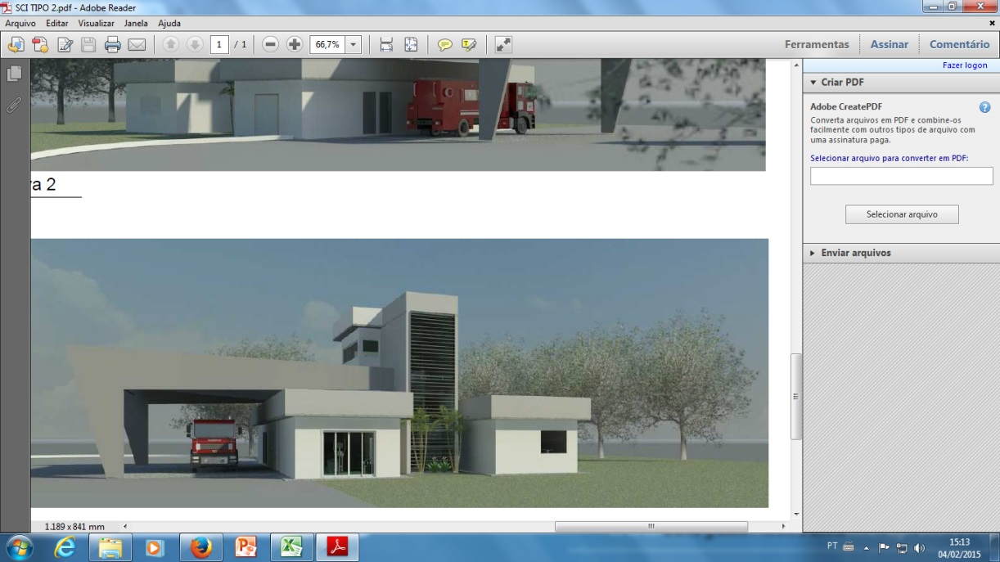 SCI TIPO 2.pdf - Adobe Reader
Arquivo Editar Visualizar Janela Ajuda
1 / 1 66,7% Ferramentas Assinar Comentário
Fazer logon
Criar PDF
Adobe CreatePDF
Converta arquivos em PDF e combine-os
facilmente com outros tipos de arquivo com
uma assinatura paga.
Selecionar arquivo para converter em PDF:
Selecionar arquivo
Enviar arquivos
ra 2
1.189 x 841 mm
PT 15:13
04/02/2015